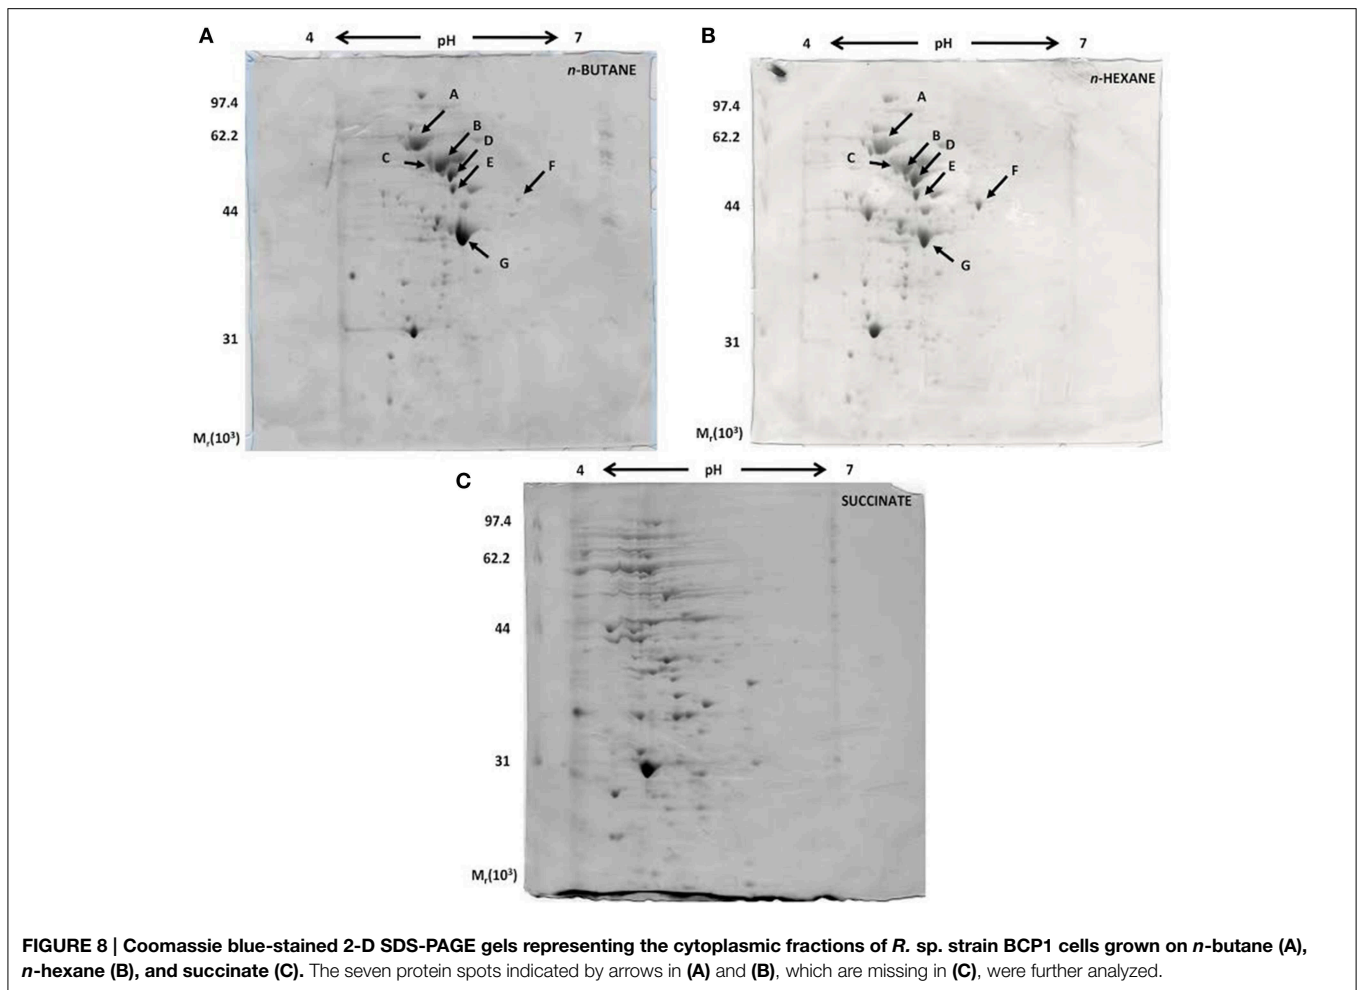 A
4 pH 7
n-BUTANE
97.4
62.2
44
31
Mr(10³)
A
B
D
C
E
F
G
B
4 pH 7
n-HEXANE
97.4
62.2
44
31
Mr(10³)
A
B
D
C
E
F
G
C
4 pH 7
SUCCINATE
97.4
62.2
44
31
Mr(10³)
FIGURE 8 | Coomassie blue-stained 2-D SDS-PAGE gels representing the cytoplasmic fractions of R. sp. strain BCP1 cells grown on n-butane (A),
n-hexane (B), and succinate (C). The seven protein spots indicated by arrows in (A) and (B), which are missing in (C), were further analyzed.